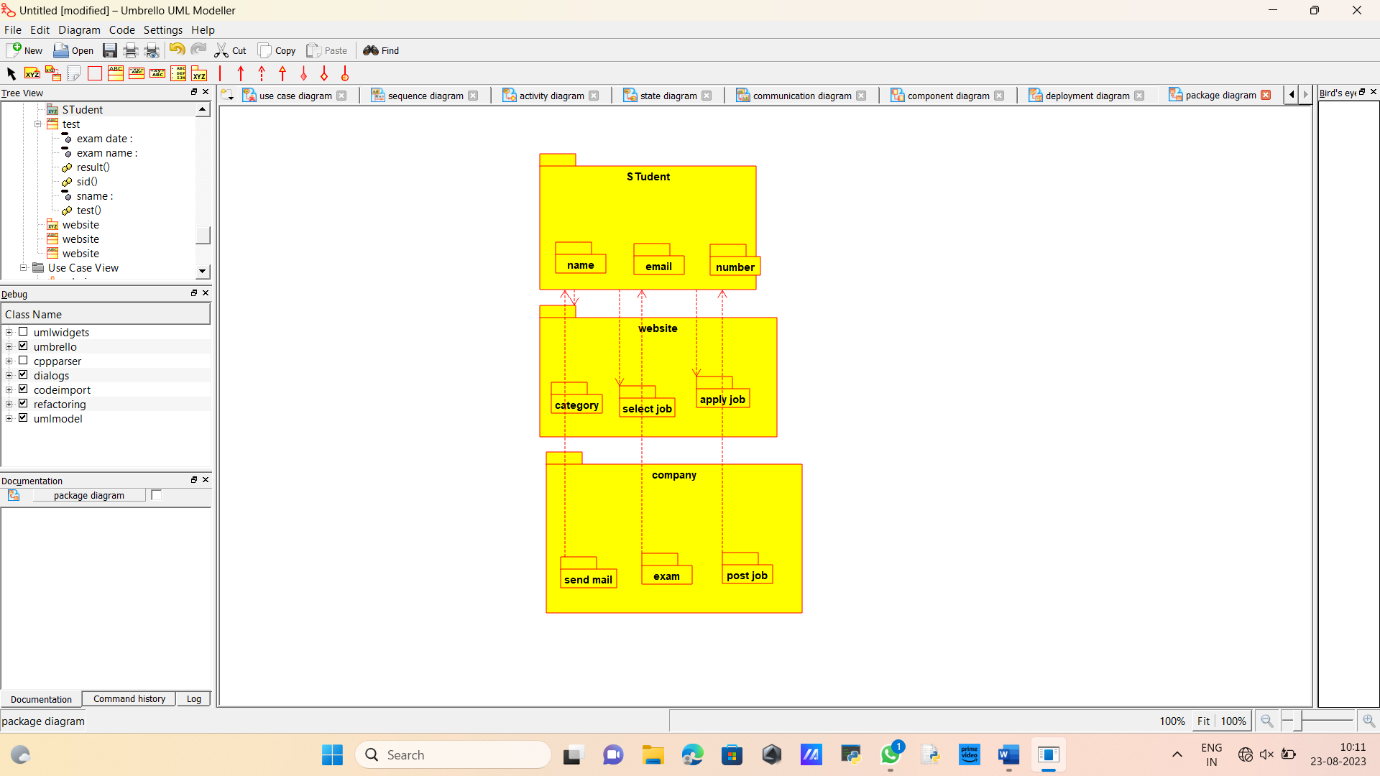 Untitled [modified] – Umbrello UML Modeller
File Edit Diagram Code Settings Help
New Open Cut Copy Paste Find
Tree View
STudent
test
exam date :
exam name :
result()
sid()
sname :
test()
website
website
website
Use Case View
Debug
Class Name
umlwidgets
umbrello
cppparser
dialogs
codeimport
refactoring
umlmodel
Documentation
package diagram
Documentation Command history Log
package diagram
use case diagram sequence diagram activity diagram state diagram communication diagram component diagram deployment diagram package diagram
Bird's eye
STudent
name email number
website
category select job apply job
company
send mail exam post job
100% Fit 100%
Search
1
ENG
IN
10:11
23-08-2023